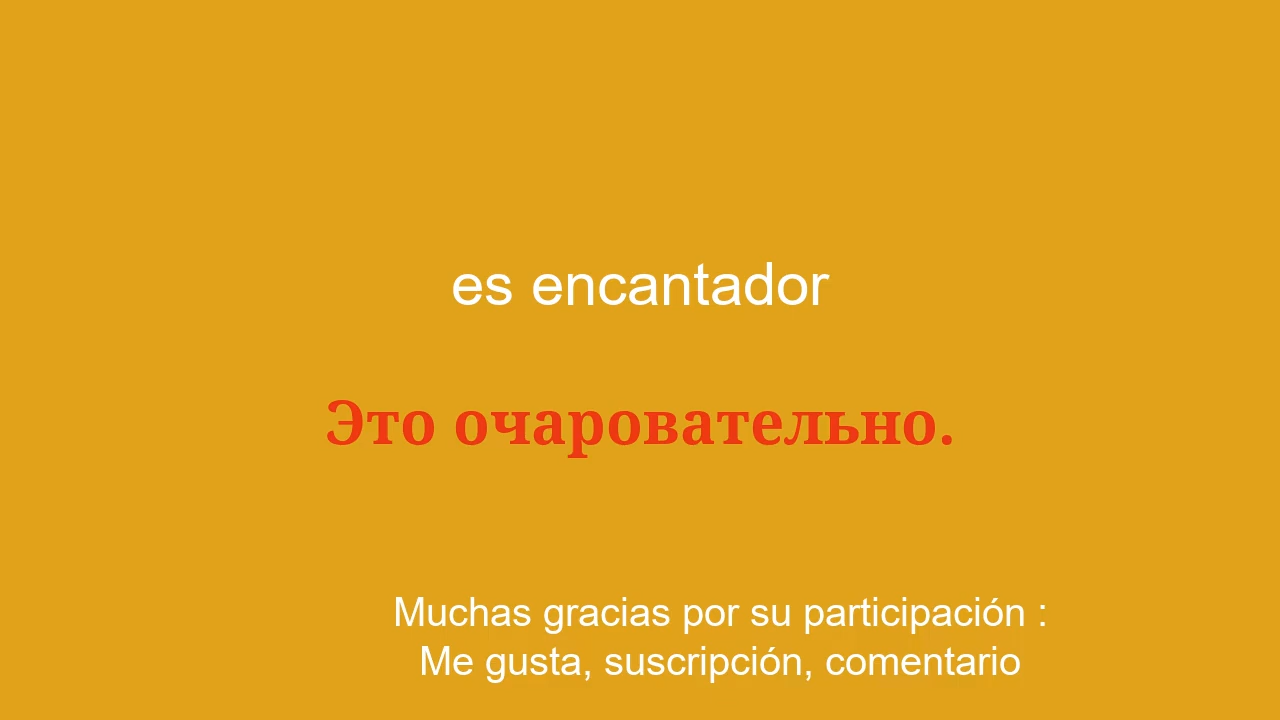 es encantador
Это очаровательно.
Muchas gracias por su participación :
Me gusta, suscripción, comentario